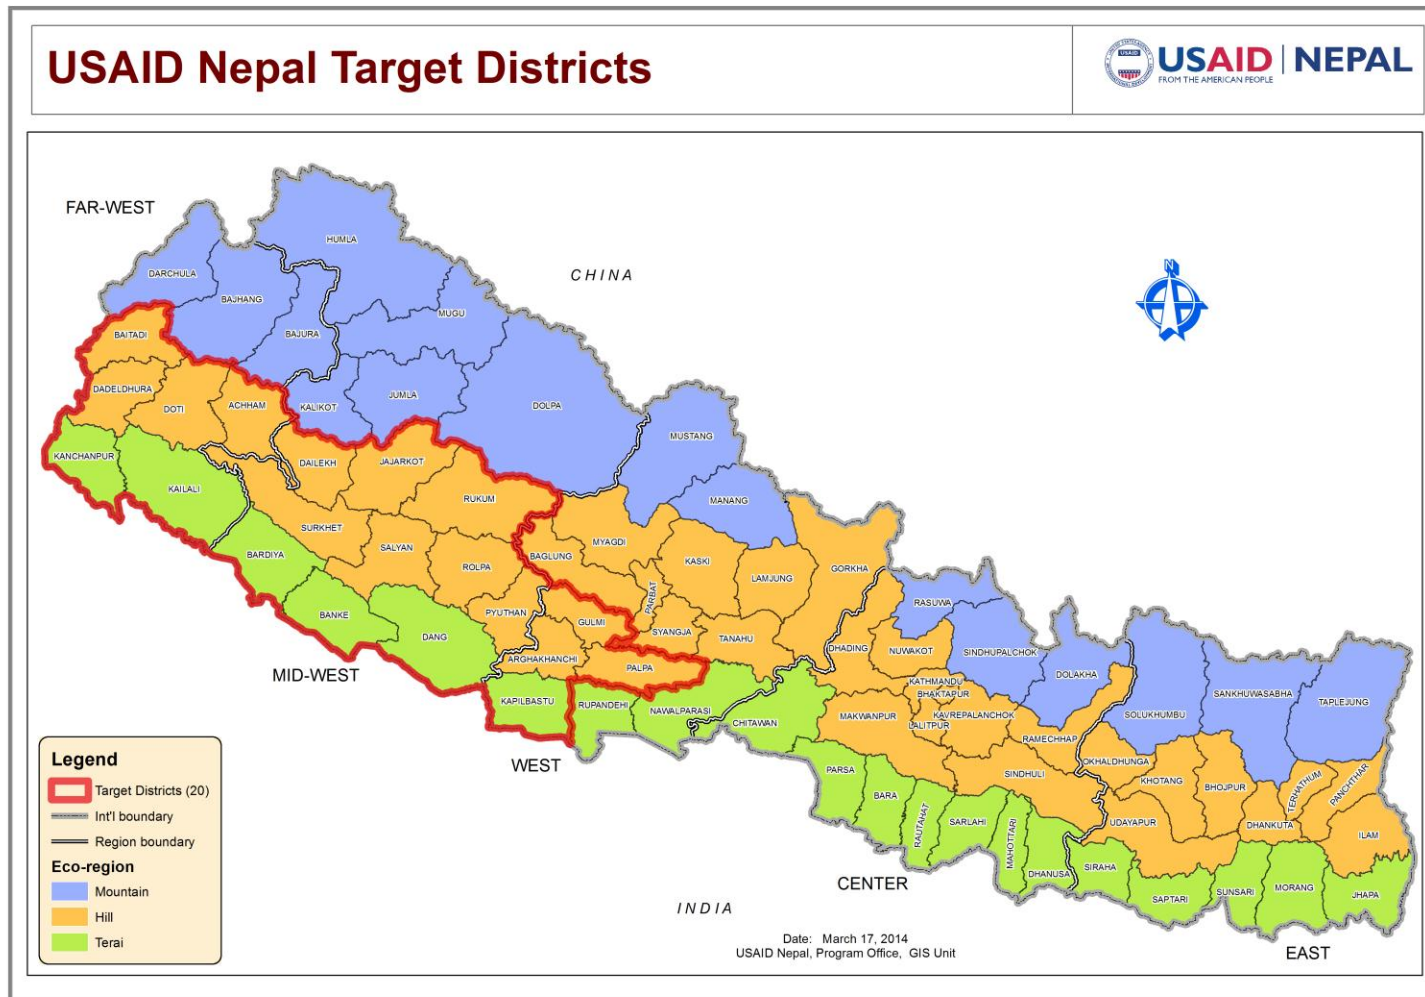 USAID Nepal Target Districts
USAID | NEPAL
FROM THE AMERICAN PEOPLE
FAR-WEST
HUMLA
DARCHULA
CHINA
N
BAJHANG
MUGU
BAITADI
BAJURA
DADELDHURA
DOTI
ACHHAM
KALIKOT
JUMLA
DOLPA
MUSTANG
KANCHANPUR
DAILEKH
JAJARKOT
KAILALI
RUKUM
MANANG
SURKHET
BARDIYA
SALYAN
ROLPA
BAGLUNG
MYAGDI
KASKI
LAMJUNG
GORKHA
BANKE
DANG
PYUTHAN
GULMI
PARBAT
SYANGJA
TANAHU
RASUWA
DHADING
NUWAKOT
SINDHUPALCHOK
MID-WEST
ARGHAKHANCHI
PALPA
DOLAKHA
KATHMANDU
BHAKTAPUR
KAPILBASTU
RUPANDEHI
NAWALPARASI
CHITAWAN
MAKWANPUR
LALITPUR
KAVREPALANCHOK
RAMECHHAP
SOLUKHUMBU
SANKHUWASABHA
TAPLEJUNG
WEST
PARSA
BARA
RAUTAHAT
SARLAHI
MAHOTTARI
DHANUSA
SINDHULI
OKHALDHUNGA
KHOTANG
BHOJPUR
TERHATHUM
PANCHTHAR
UDAYAPUR
DHANKUTA
ILAM
SIRAHA
SAPTARI
SUNSARI
MORANG
JHAPA
CENTER
INDIA
EAST
Legend
Target Districts (20)
Int'l boundary
Region boundary
Eco-region
Mountain
Hill
Terai
Date: March 17, 2014
USAID Nepal, Program Office, GIS Unit